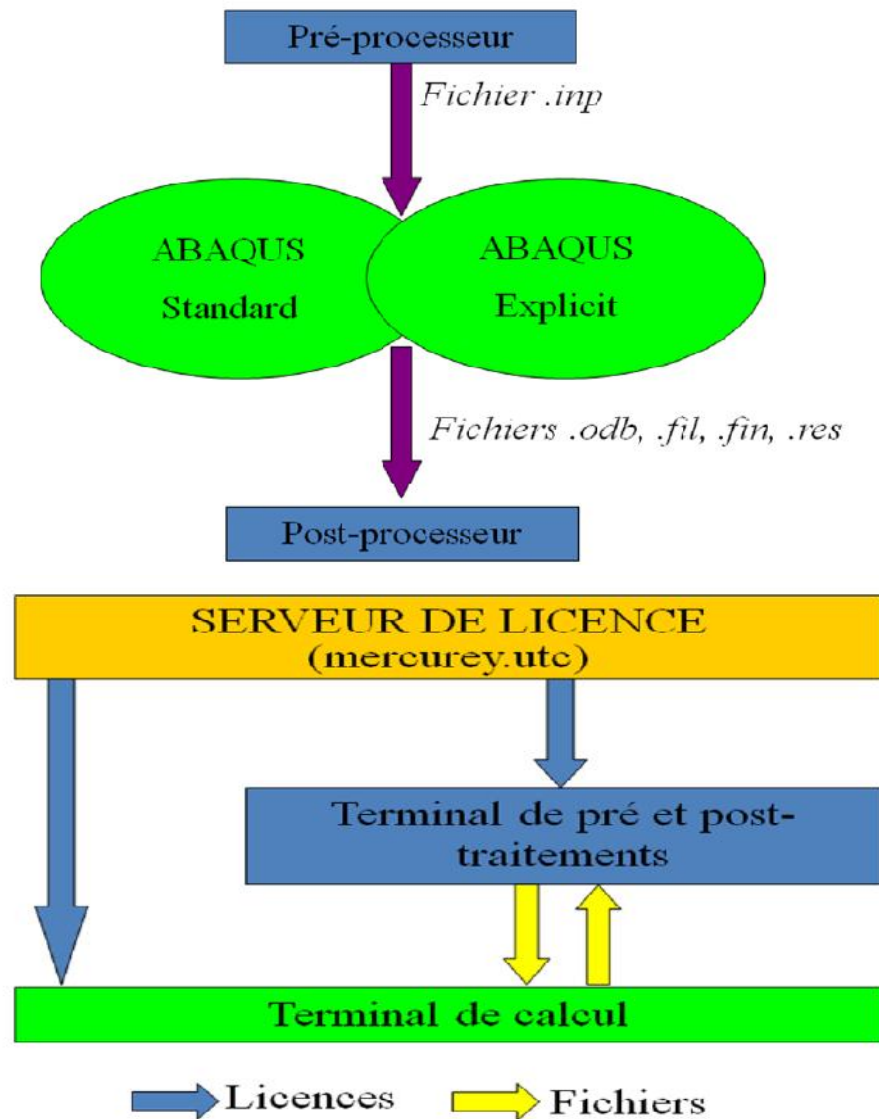 Pré-processeur
Fichier .inp
ABAQUS
Standard
ABAQUS
Explicit
Fichiers .odb, .fil, .fin, .res
Post-processeur
SERVEUR DE LICENCE
(mercurey.utc)
Terminal de pré et post-
traitements
Terminal de calcul
Licences
Fichiers